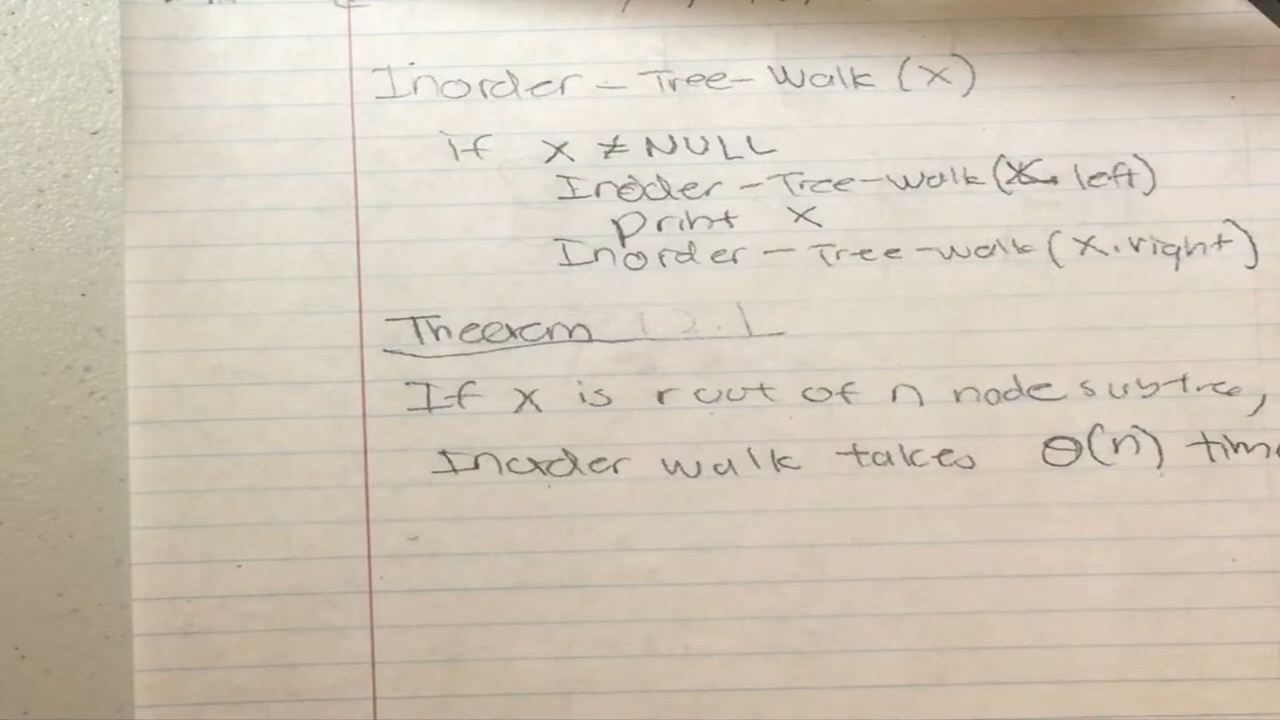 Inorder - Tree - Walk (x)
if x ≠ NULL
Inoder - Tree - walk (x. left)
print x
Inorder - Tree - walk (x. right)
Theorem 12.1
If x is root of n node subtree,
Inorder walk takes Θ(n) time